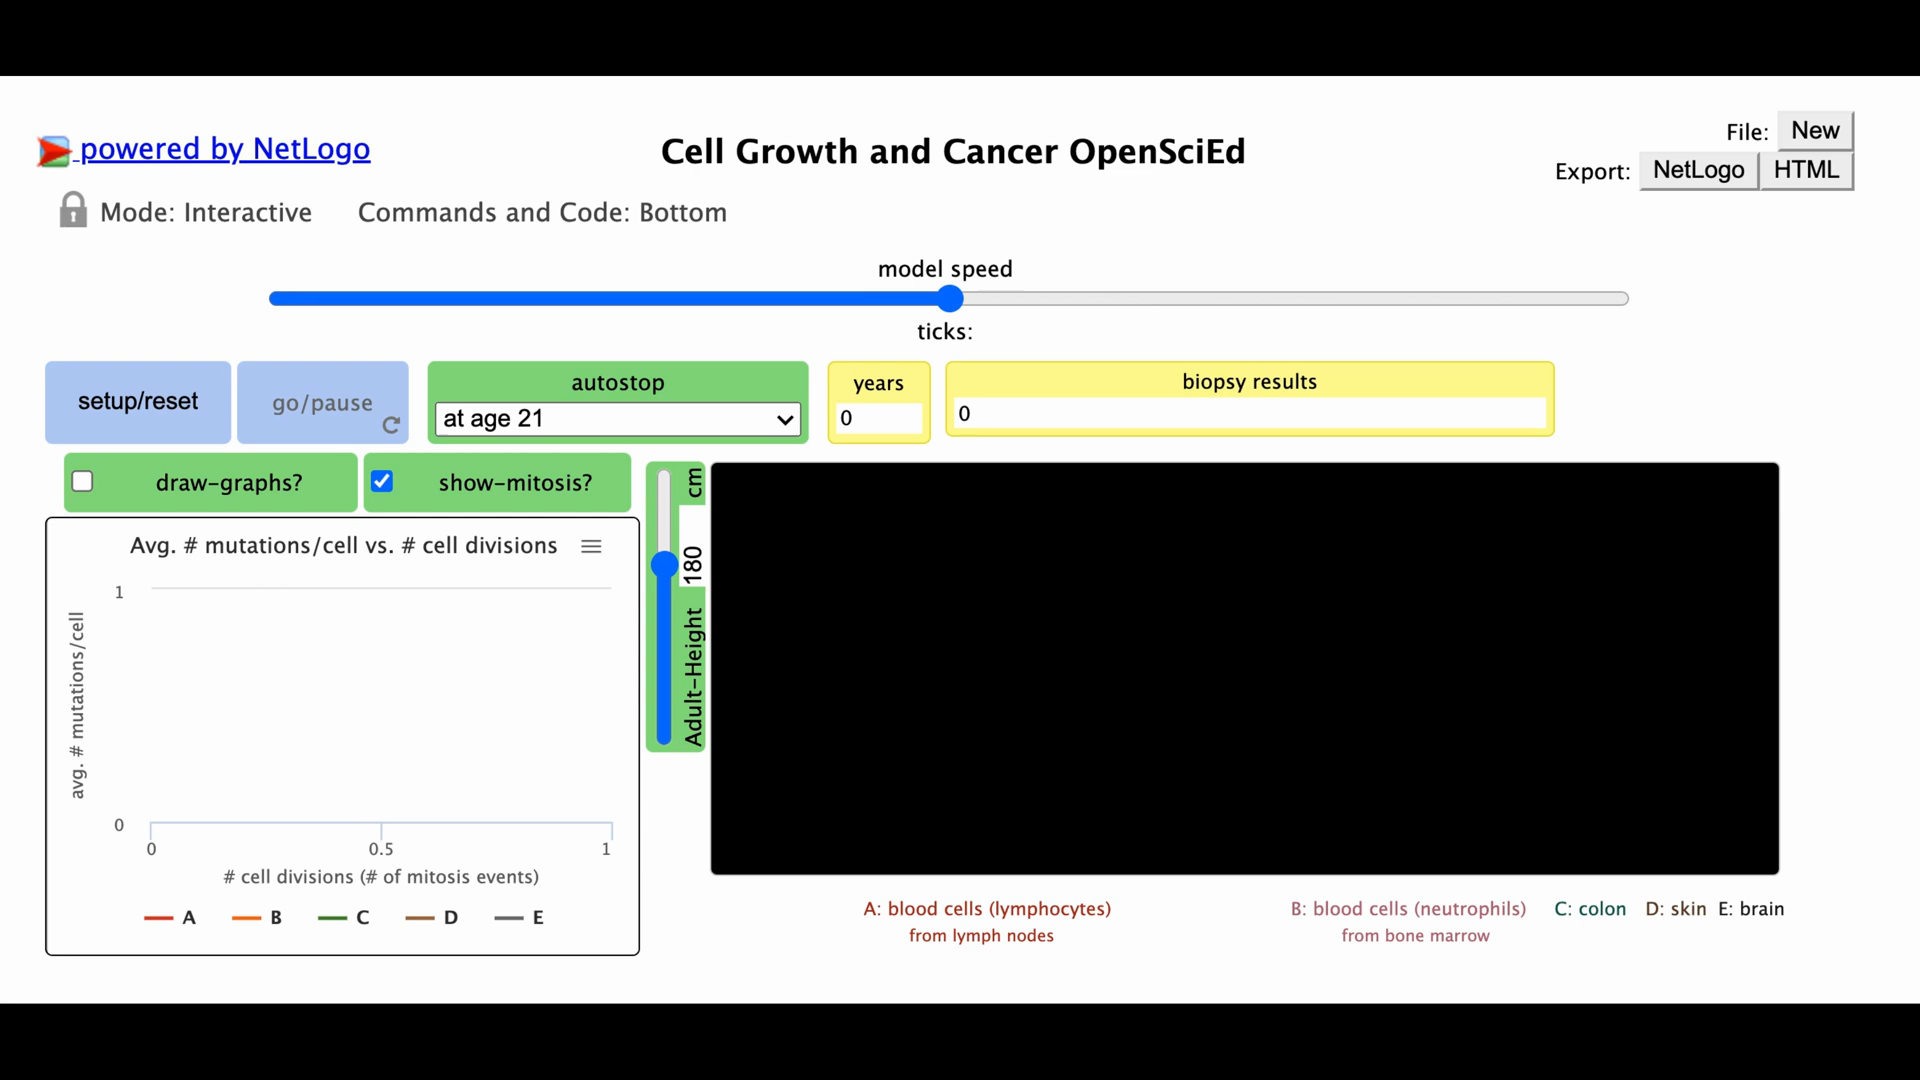 powered by NetLogo
Cell Growth and Cancer OpenSciEd
File: New
Export: NetLogo HTML
Mode: Interactive Commands and Code: Bottom
model speed
ticks:
setup/reset
go/pause
autostop
at age 21
years
0
biopsy results
0
draw-graphs?
show-mitosis?
Adult-Height 180 cm
Avg. # mutations/cell vs. # cell divisions
avg. # mutations/cell
1
0
0 0.5 1
# cell divisions (# of mitosis events)
A B C D E
A: blood cells (lymphocytes)
from lymph nodes
B: blood cells (neutrophils)
from bone marrow
C: colon
D: skin
E: brain